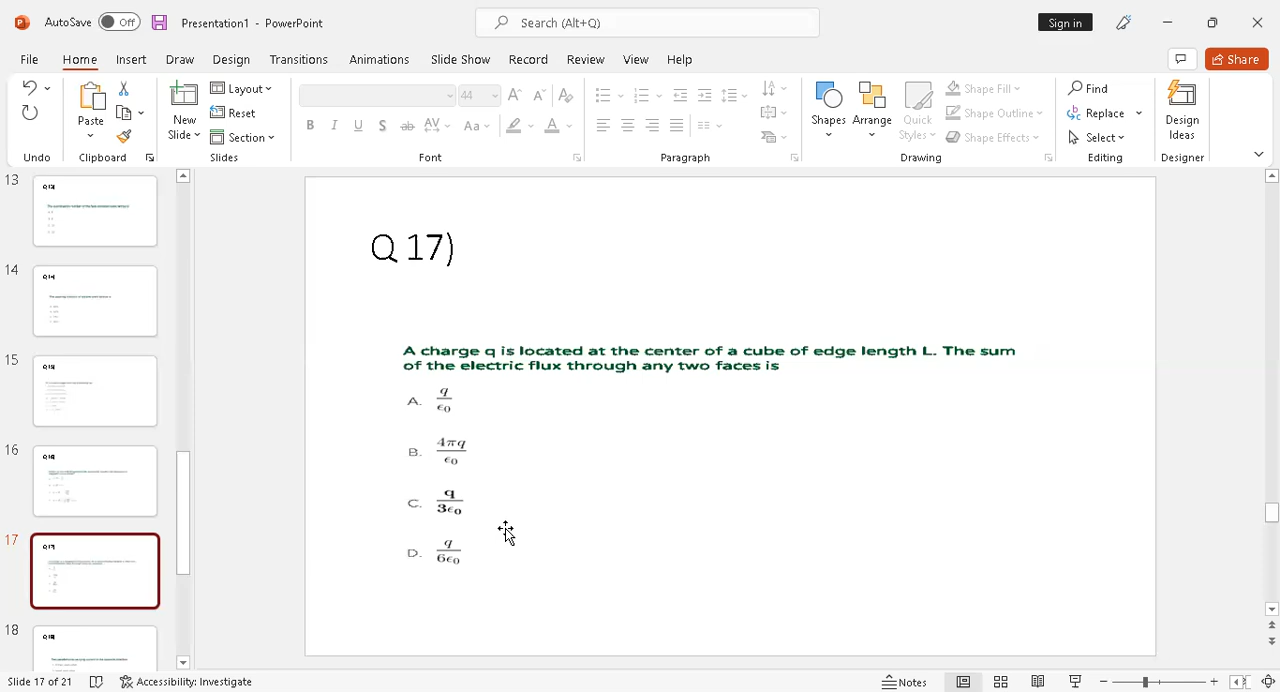 AutoSave Off Presentation1 - PowerPoint Search (Alt+Q) Sign in
File Home Insert Draw Design Transitions Animations Slide Show Record Review View Help Share
Paste New Slide Layout Reset Section 44 Shapes Arrange Quick Styles Shape Fill Shape Outline Shape Effects Find Replace Select Design Ideas
Undo Clipboard Slides Font Paragraph Drawing Editing Designer
13
14
15
16
17
18
Q 17)
A charge q is located at the center of a cube of edge length L. The sum
of the electric flux through any two faces is
A. q/ϵ0
B. 4πq/ϵ0
C. q/3ϵ0
D. q/6ϵ0
Slide 17 of 21 Accessibility: Investigate Notes